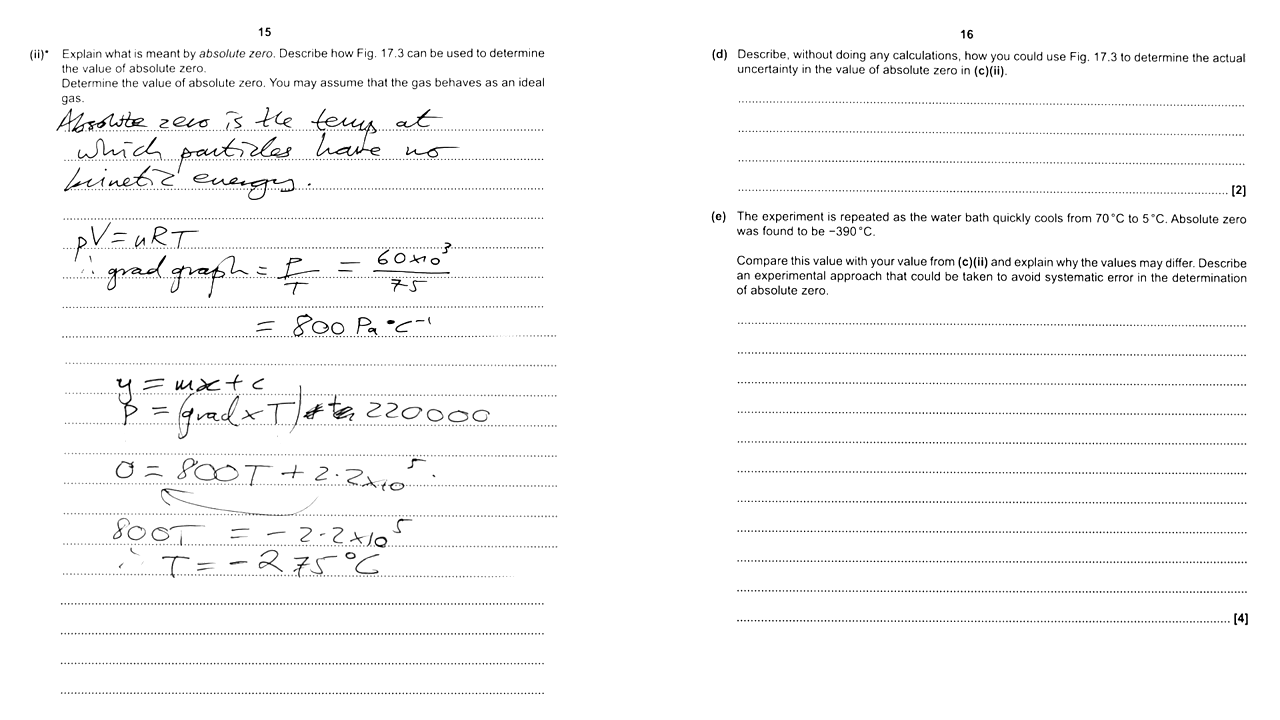 15
(ii)* Explain what is meant by absolute zero. Describe how Fig. 17.3 can be used to determine
the value of absolute zero.
Determine the value of absolute zero. You may assume that the gas behaves as an ideal
gas.
Absolute zero is the temp at
which particles have no
kinetic energy.
pV = nRT
∴ grad graph = P/T = 60×10³/75
= 800 Pa °C⁻¹
y = mx + c
P = (grad × T) + 220000
0 = 800T + 2.2×10⁵.
800T = - 2.2×10⁵
∴ T = - 275°C
16
(d) Describe, without doing any calculations, how you could use Fig. 17.3 to determine the actual
uncertainty in the value of absolute zero in (c)(ii).
[2]
(e) The experiment is repeated as the water bath quickly cools from 70°C to 5°C. Absolute zero
was found to be −390°C.
Compare this value with your value from (c)(ii) and explain why the values may differ. Describe
an experimental approach that could be taken to avoid systematic error in the determination
of absolute zero.
[4]